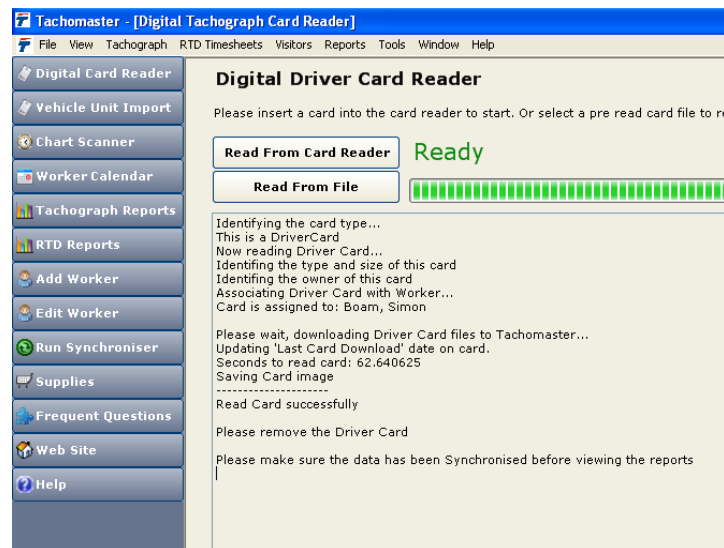 Tachomaster - [Digital Tachograph Card Reader]
File View Tachograph RTD Timesheets Visitors Reports Tools Window Help
Digital Card Reader
Vehicle Unit Import
Chart Scanner
Worker Calendar
Tachograph Reports
RTD Reports
Add Worker
Edit Worker
Run Synchroniser
Supplies
Frequent Questions
Web Site
Help
Digital Driver Card Reader
Please insert a card into the card reader to start. Or select a pre read card file to r
Read From Card Reader
Ready
Read From File
Identifying the card type...
This is a DriverCard
Now reading Driver Card...
Identifing the type and size of this card
Identifing the owner of this card
Associating Driver Card with Worker...
Card is assigned to: Boam, Simon
Please wait, downloading Driver Card files to Tachomaster...
Updating 'Last Card Download' date on card.
Seconds to read card: 62.640625
Saving Card image
----------------------
Read Card successfully
Please remove the Driver Card
Please make sure the data has been Synchronised before viewing the reports